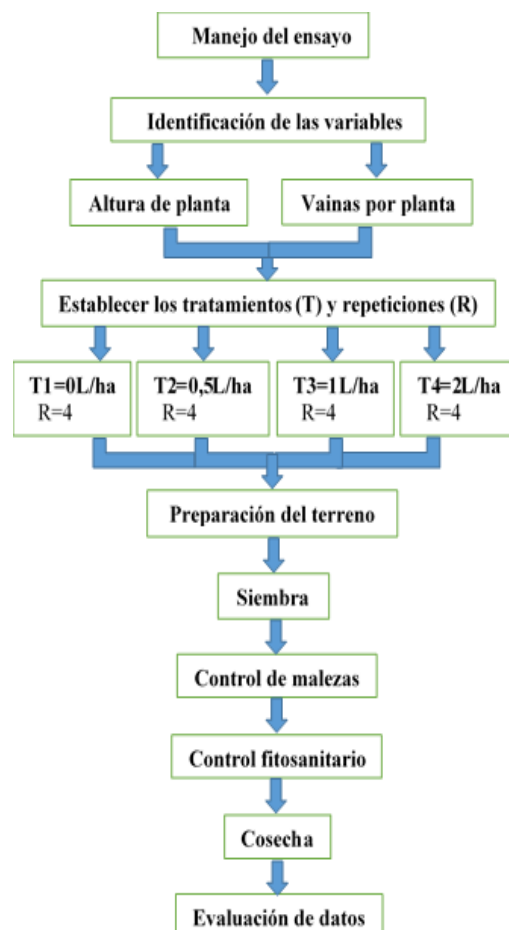 Manejo del ensayo
Identificación de las variables
Altura de planta
Vainas por planta
Establecer los tratamientos (T) y repeticiones (R)
T1=0L/ha
R=4
T2=0,5L/ha
R=4
T3=1L/ha
R=4
T4=2L/ha
R=4
Preparación del terreno
Siembra
Control de malezas
Control fitosanitario
Cosecha
Evaluación de datos